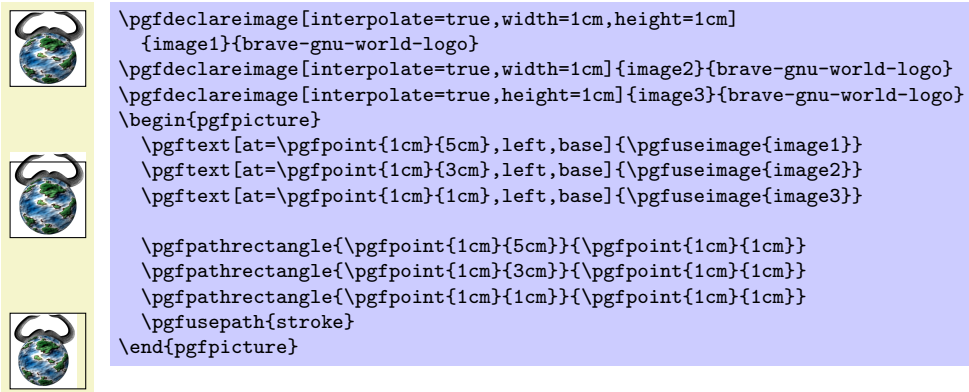 \pgfdeclareimage[interpolate=true,width=1cm,height=1cm]
{image1}{brave-gnu-world-logo}
\pgfdeclareimage[interpolate=true,width=1cm]{image2}{brave-gnu-world-logo}
\pgfdeclareimage[interpolate=true,height=1cm]{image3}{brave-gnu-world-logo}
\begin{pgfpicture}
\pgftext[at=\pgfpoint{1cm}{5cm},left,base]{\pgfuseimage{image1}}
\pgftext[at=\pgfpoint{1cm}{3cm},left,base]{\pgfuseimage{image2}}
\pgftext[at=\pgfpoint{1cm}{1cm},left,base]{\pgfuseimage{image3}}
\pgfpathrectangle{\pgfpoint{1cm}{5cm}}{\pgfpoint{1cm}{1cm}}
\pgfpathrectangle{\pgfpoint{1cm}{3cm}}{\pgfpoint{1cm}{1cm}}
\pgfpathrectangle{\pgfpoint{1cm}{1cm}}{\pgfpoint{1cm}{1cm}}
\pgfusepath{stroke}
\end{pgfpicture}